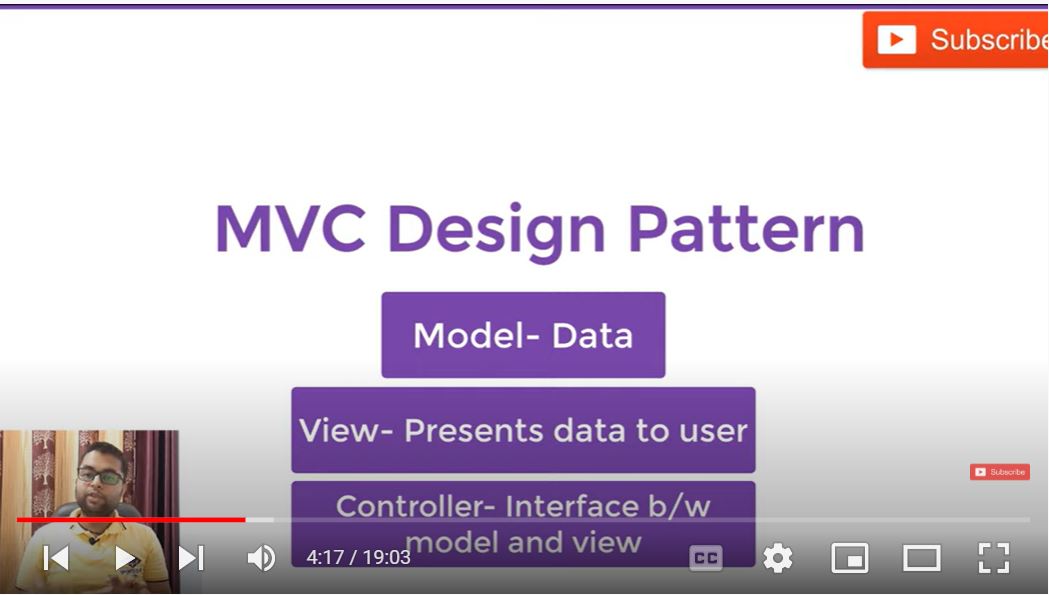 Subscribe
MVC Design Pattern
Model- Data
View- Presents data to user
Controller- Interface b/w
model and view
Subscribe
4:17 / 19:03
CC